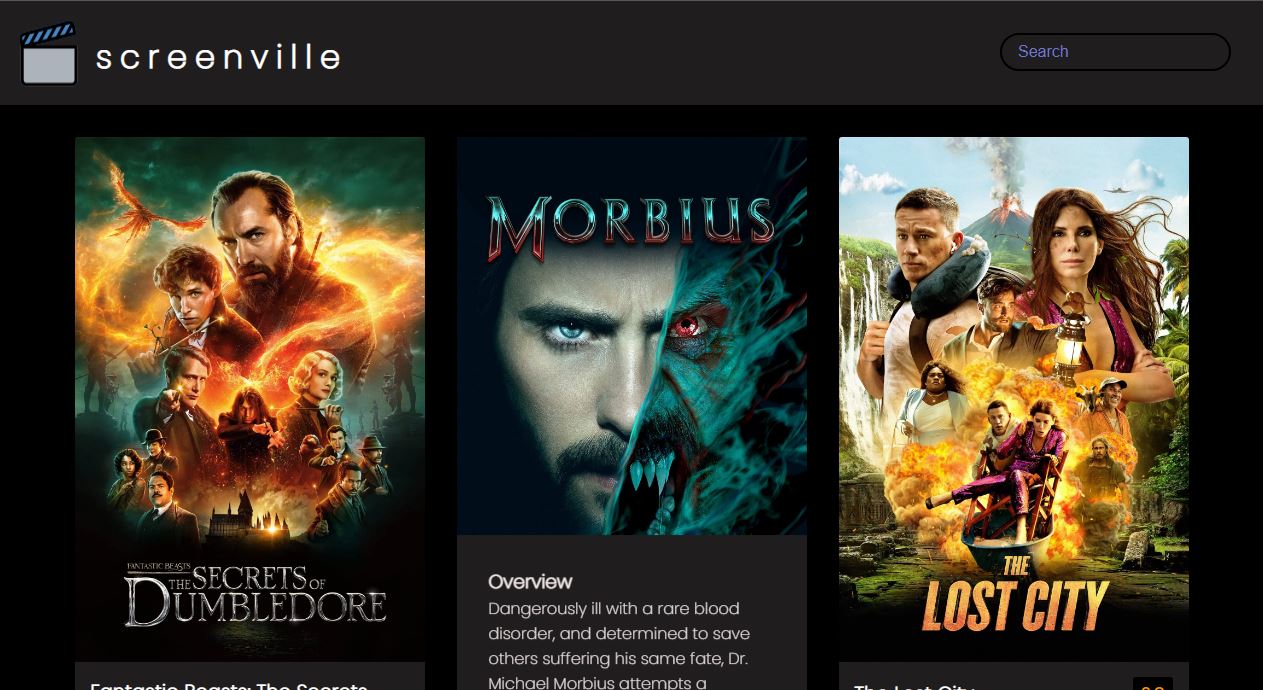 screenville
Search
MORBIUS
FANTASTIC BEASTS
THE SECRETS OF
DUMBLEDORE
Overview
Dangerously ill with a rare blood
disorder, and determined to save
others suffering his same fate, Dr.
Michael Morbius attempts a
THE
LOST CITY
Fantastic Beasts: The Secrets
The Lost City